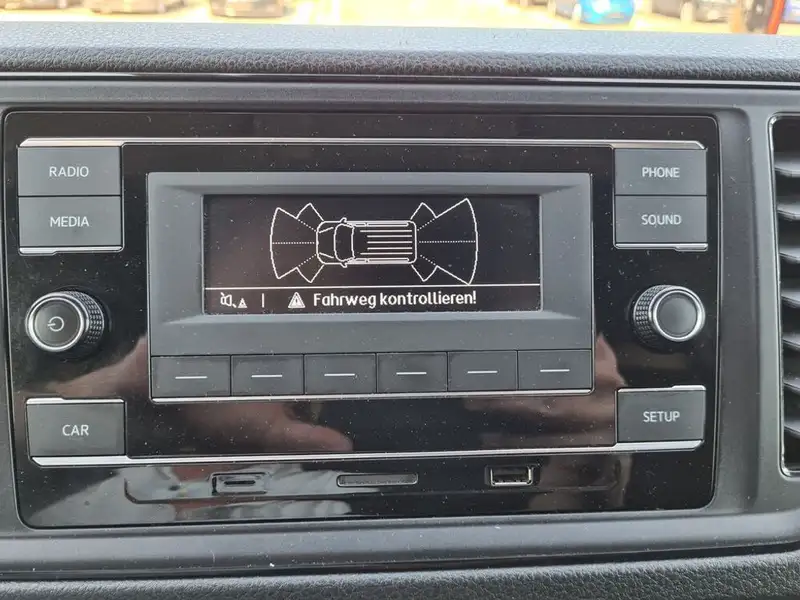 RADIO
PHONE
MEDIA
SOUND
Fahrweg kontrollieren!
CAR
SETUP